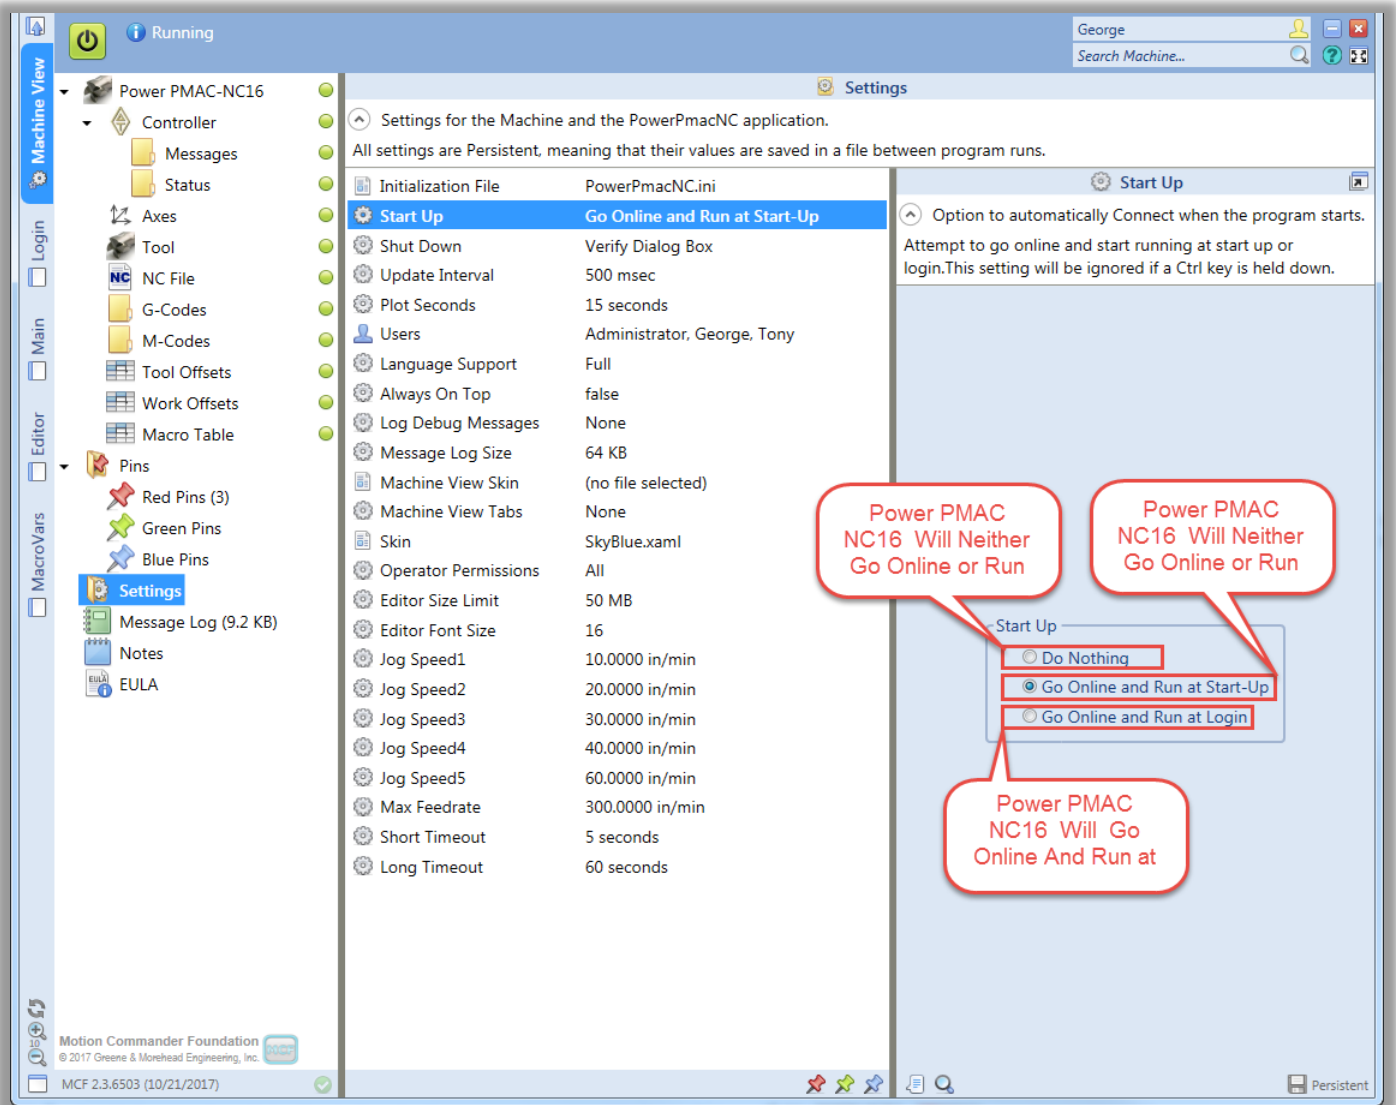 Running
George
Search Machine...
Machine View
Login
Main
Editor
MacroVars
Power PMAC-NC16
Controller
Messages
Status
Axes
Tool
NC
NC File
G-Codes
M-Codes
Tool Offsets
Work Offsets
Macro Table
Pins
Red Pins (3)
Green Pins
Blue Pins
Settings
Message Log (9.2 KB)
Notes
EULA
EULA
Motion Commander Foundation
© 2017 Greene & Morehead Engineering, Inc.
MCF
MCF 2.3.6503 (10/21/2017)
10
Settings
Settings for the Machine and the PowerPmacNC application.
All settings are Persistent, meaning that their values are saved in a file between program runs.
Initialization File PowerPmacNC.ini
Start Up Go Online and Run at Start-Up
Shut Down Verify Dialog Box
Update Interval 500 msec
Plot Seconds 15 seconds
Users Administrator, George, Tony
Language Support Full
Always On Top false
Log Debug Messages None
Message Log Size 64 KB
Machine View Skin (no file selected)
Machine View Tabs None
Skin SkyBlue.xaml
Operator Permissions All
Editor Size Limit 50 MB
Editor Font Size 16
Jog Speed1 10.0000 in/min
Jog Speed2 20.0000 in/min
Jog Speed3 30.0000 in/min
Jog Speed4 40.0000 in/min
Jog Speed5 60.0000 in/min
Max Feedrate 300.0000 in/min
Short Timeout 5 seconds
Long Timeout 60 seconds
Start Up
Option to automatically Connect when the program starts.
Attempt to go online and start running at start up or
login.This setting will be ignored if a Ctrl key is held down.
Power PMAC
NC16 Will Neither
Go Online or Run
Power PMAC
NC16 Will Neither
Go Online or Run
Start Up
Do Nothing
Go Online and Run at Start-Up
Go Online and Run at Login
Power PMAC
NC16 Will Go
Online And Run at
Persistent